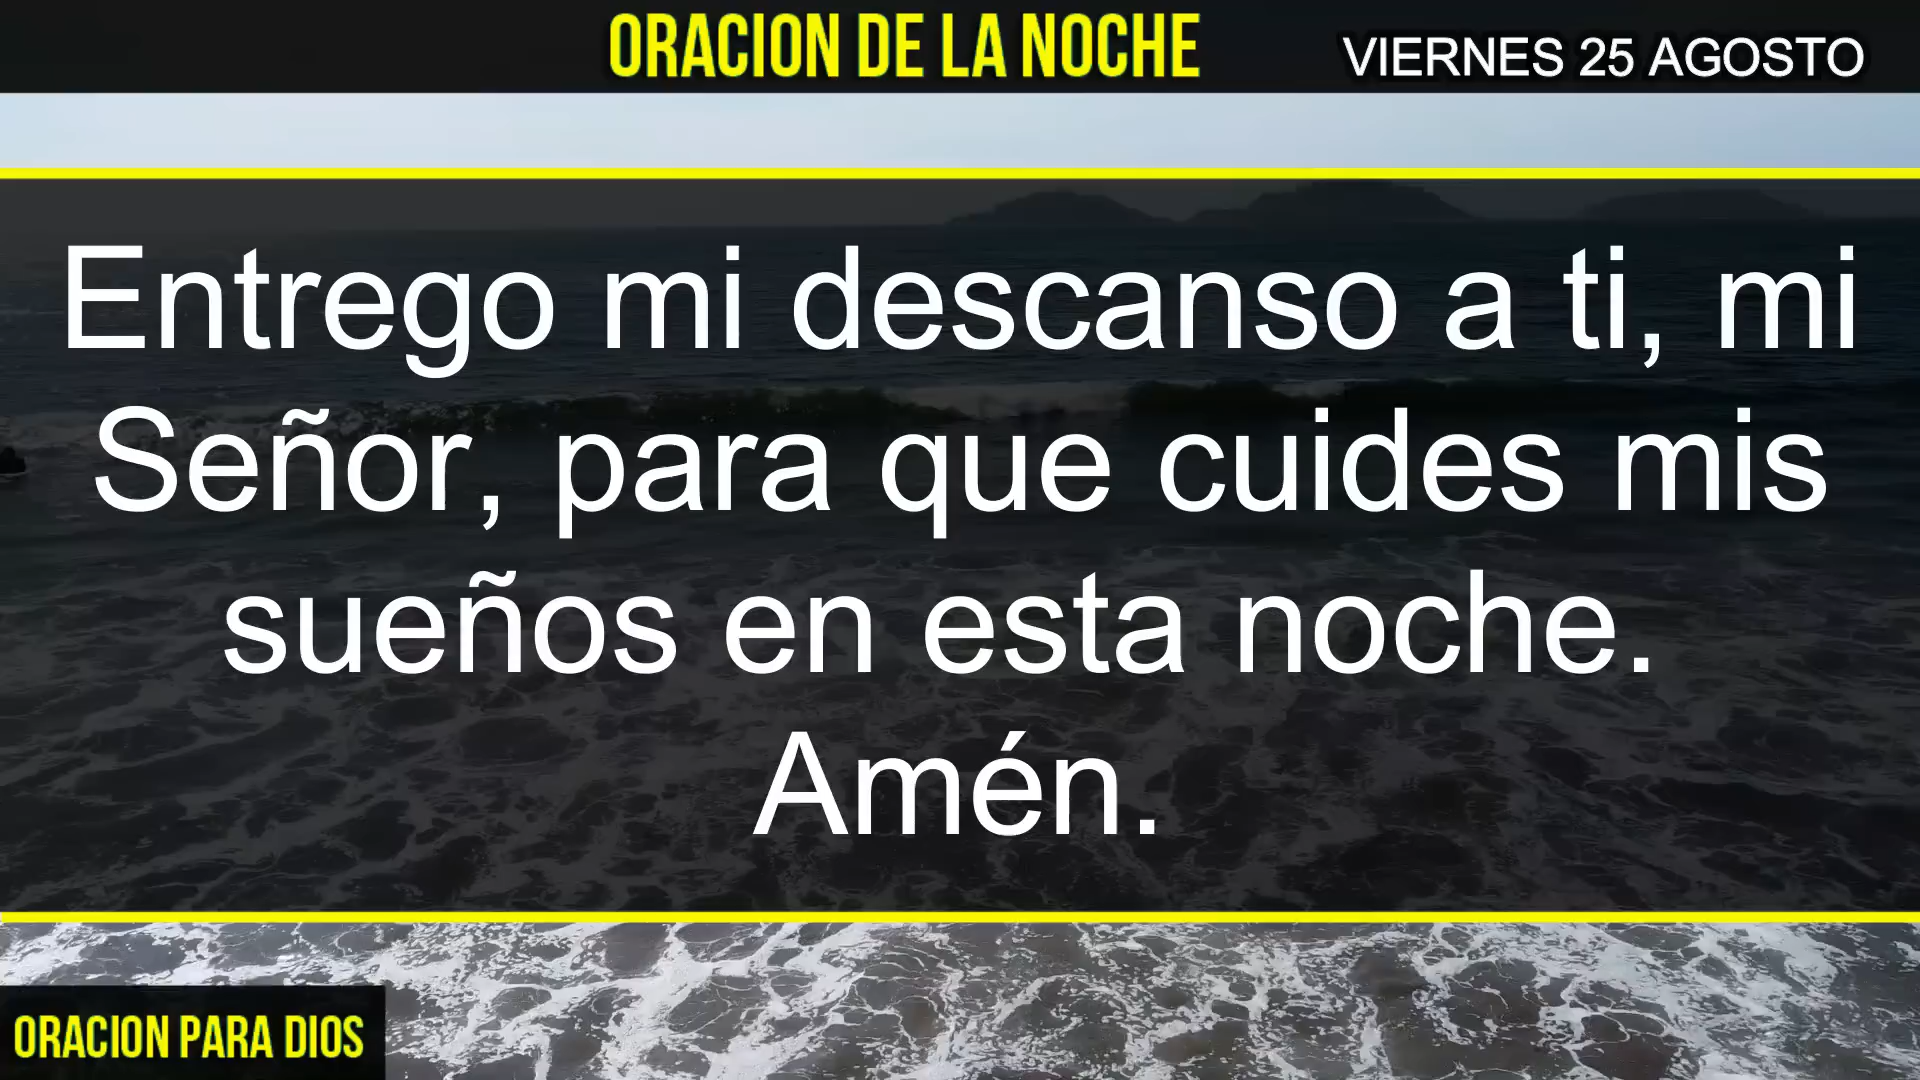 ORACION DE LA NOCHE
VIERNES 25 AGOSTO
Entrego mi descanso a ti, mi
Señor, para que cuides mis
sueños en esta noche.
Amén.
ORACION PARA DIOS